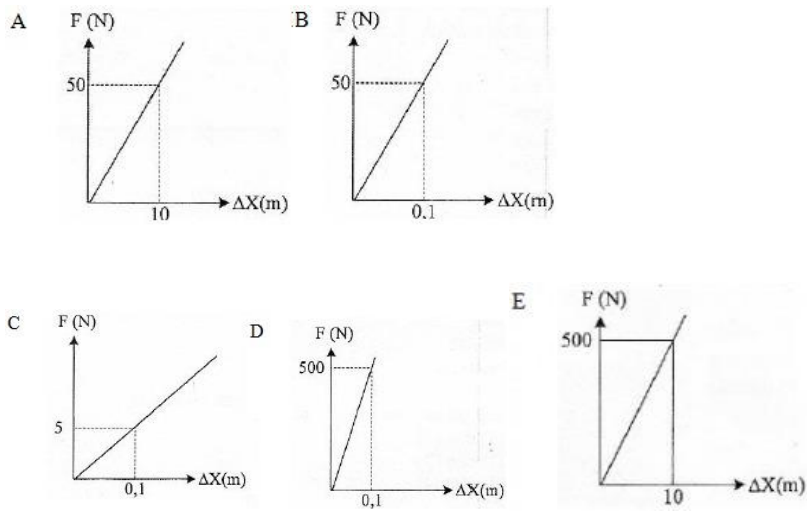 A
F (N)
50
10
ΔX(m)
B
F (N)
50
0.1
ΔX(m)
C
F (N)
5
0,1
ΔX(m)
D
F (N)
500
0,1
ΔX(m)
E
F (N)
500
10
ΔX(m)